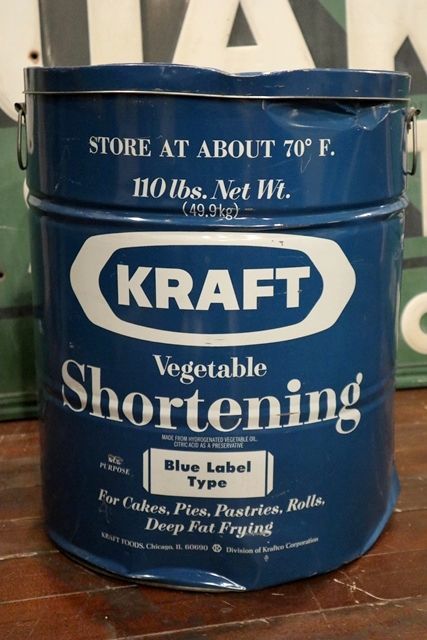 STORE AT ABOUT 70° F.
110 lbs. Net Wt.
(49.9kg)
KRAFT
Vegetable
Shortening
MADE FROM HYDROGENATED VEGETABLE OIL.
CITRIC ACID AS A PRESERVATIVE
PURPOSE
Blue Label
Type
For Cakes, Pies, Pastries, Rolls,
Deep Fat Frying
KRAFT FOODS, Chicago, IL 60690 Ⓚ Division of Kraftco Corporation